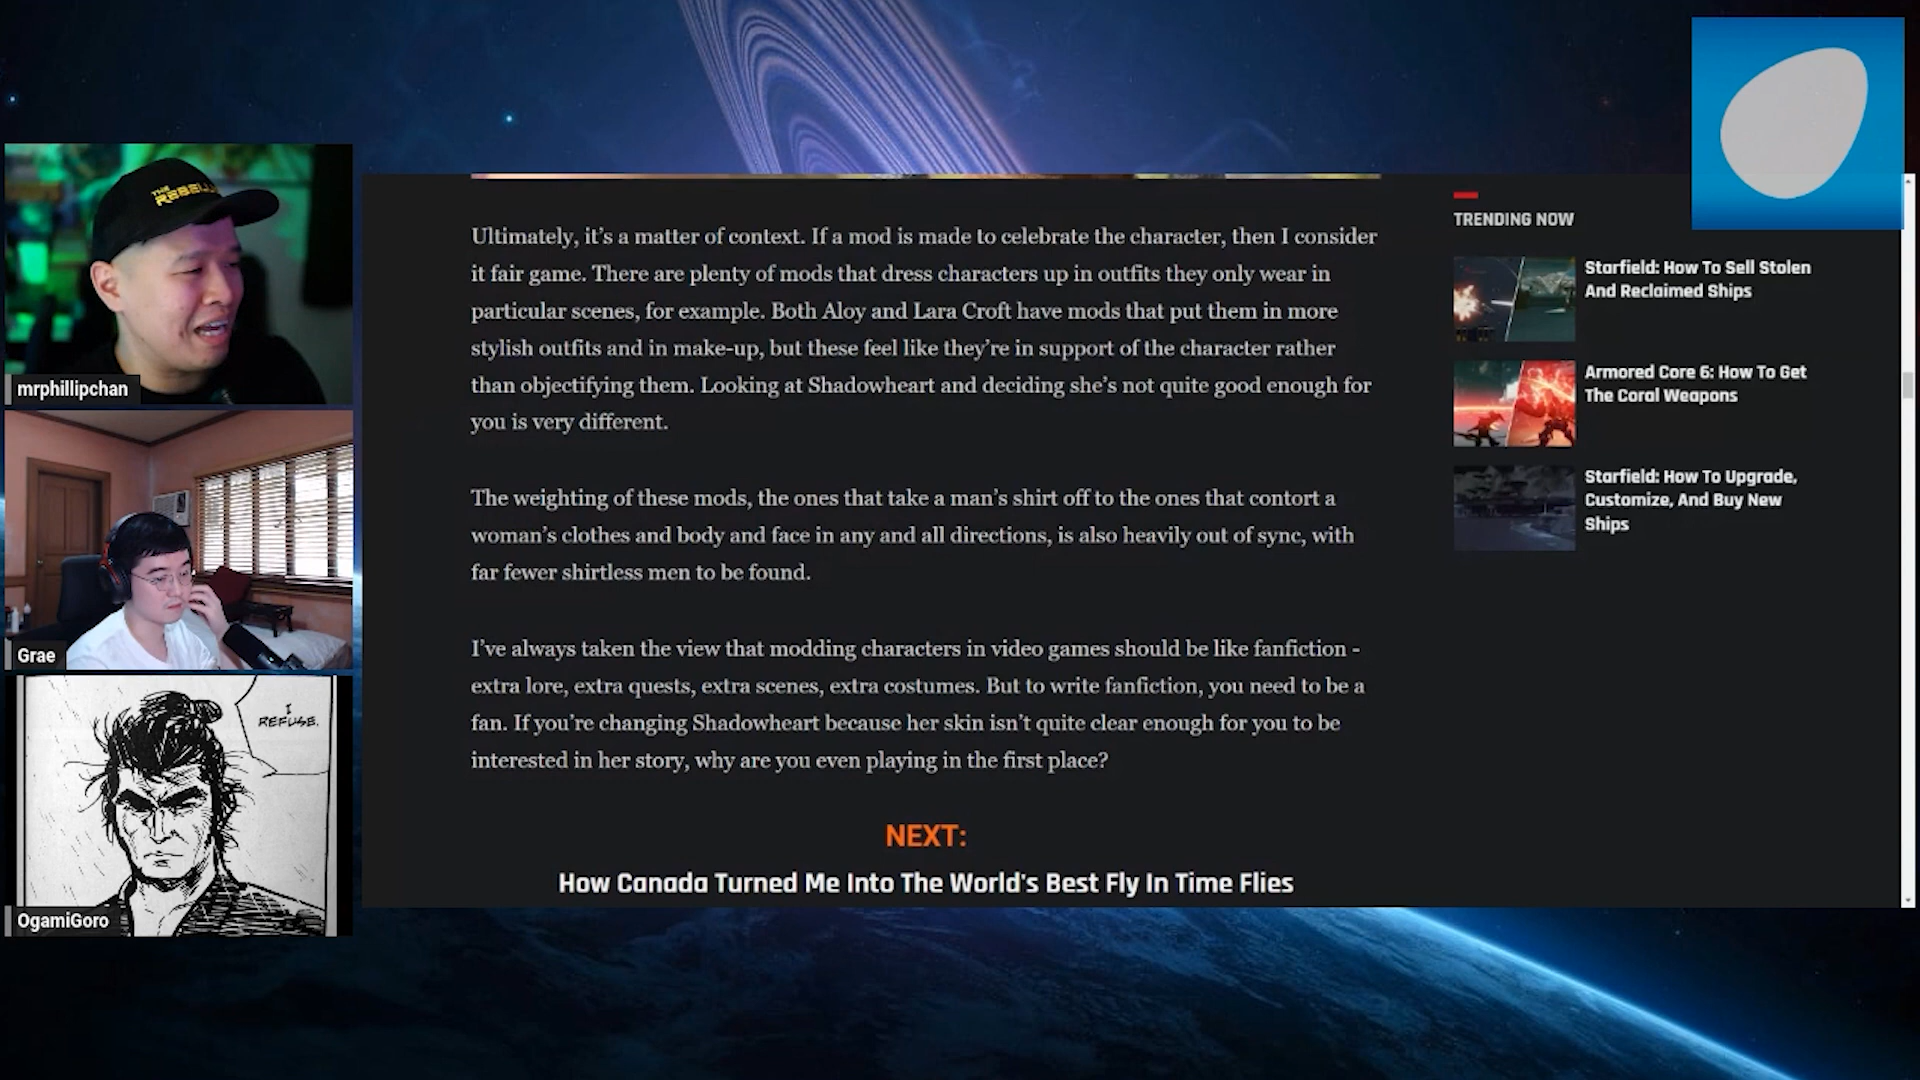 THE
REBELL
mrphillipchan
Grae
I
REFUSE.
OgamiGoro
Ultimately, it’s a matter of context. If a mod is made to celebrate the character, then I consider
it fair game. There are plenty of mods that dress characters up in outfits they only wear in
particular scenes, for example. Both Aloy and Lara Croft have mods that put them in more
stylish outfits and in make-up, but these feel like they’re in support of the character rather
than objectifying them. Looking at Shadowheart and deciding she’s not quite good enough for
you is very different.
The weighting of these mods, the ones that take a man’s shirt off to the ones that contort a
woman’s clothes and body and face in any and all directions, is also heavily out of sync, with
far fewer shirtless men to be found.
I’ve always taken the view that modding characters in video games should be like fanfiction -
extra lore, extra quests, extra scenes, extra costumes. But to write fanfiction, you need to be a
fan. If you’re changing Shadowheart because her skin isn’t quite clear enough for you to be
interested in her story, why are you even playing in the first place?
NEXT:
How Canada Turned Me Into The World's Best Fly In Time Flies
TRENDING NOW
Starfield: How To Sell Stolen
And Reclaimed Ships
Armored Core 6: How To Get
The Coral Weapons
Starfield: How To Upgrade,
Customize, And Buy New
Ships